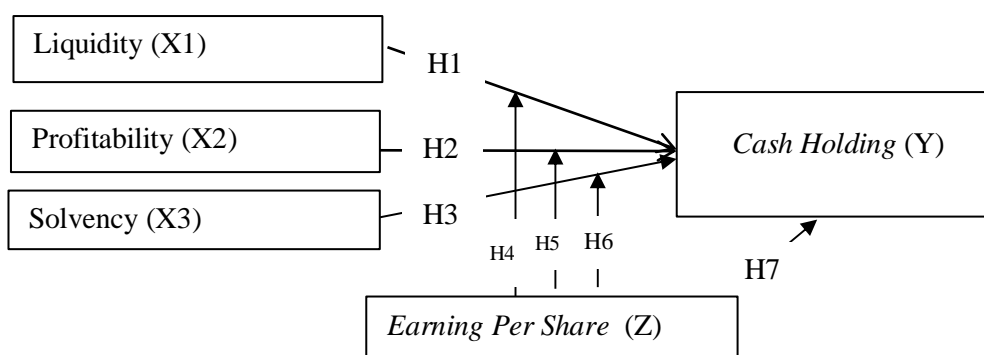 Liquidity (X1)
H1
Profitability (X2)
H2
Cash Holding (Y)
Solvency (X3)
H3
H4
H5
H6
H7
Earning Per Share (Z)